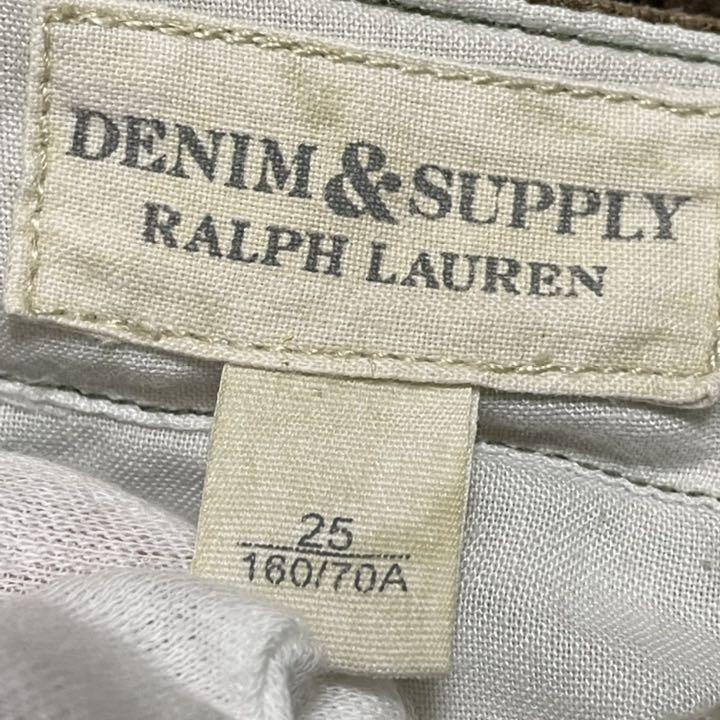 DENIM & SUPPLY
RALPH LAUREN
25
160/70A